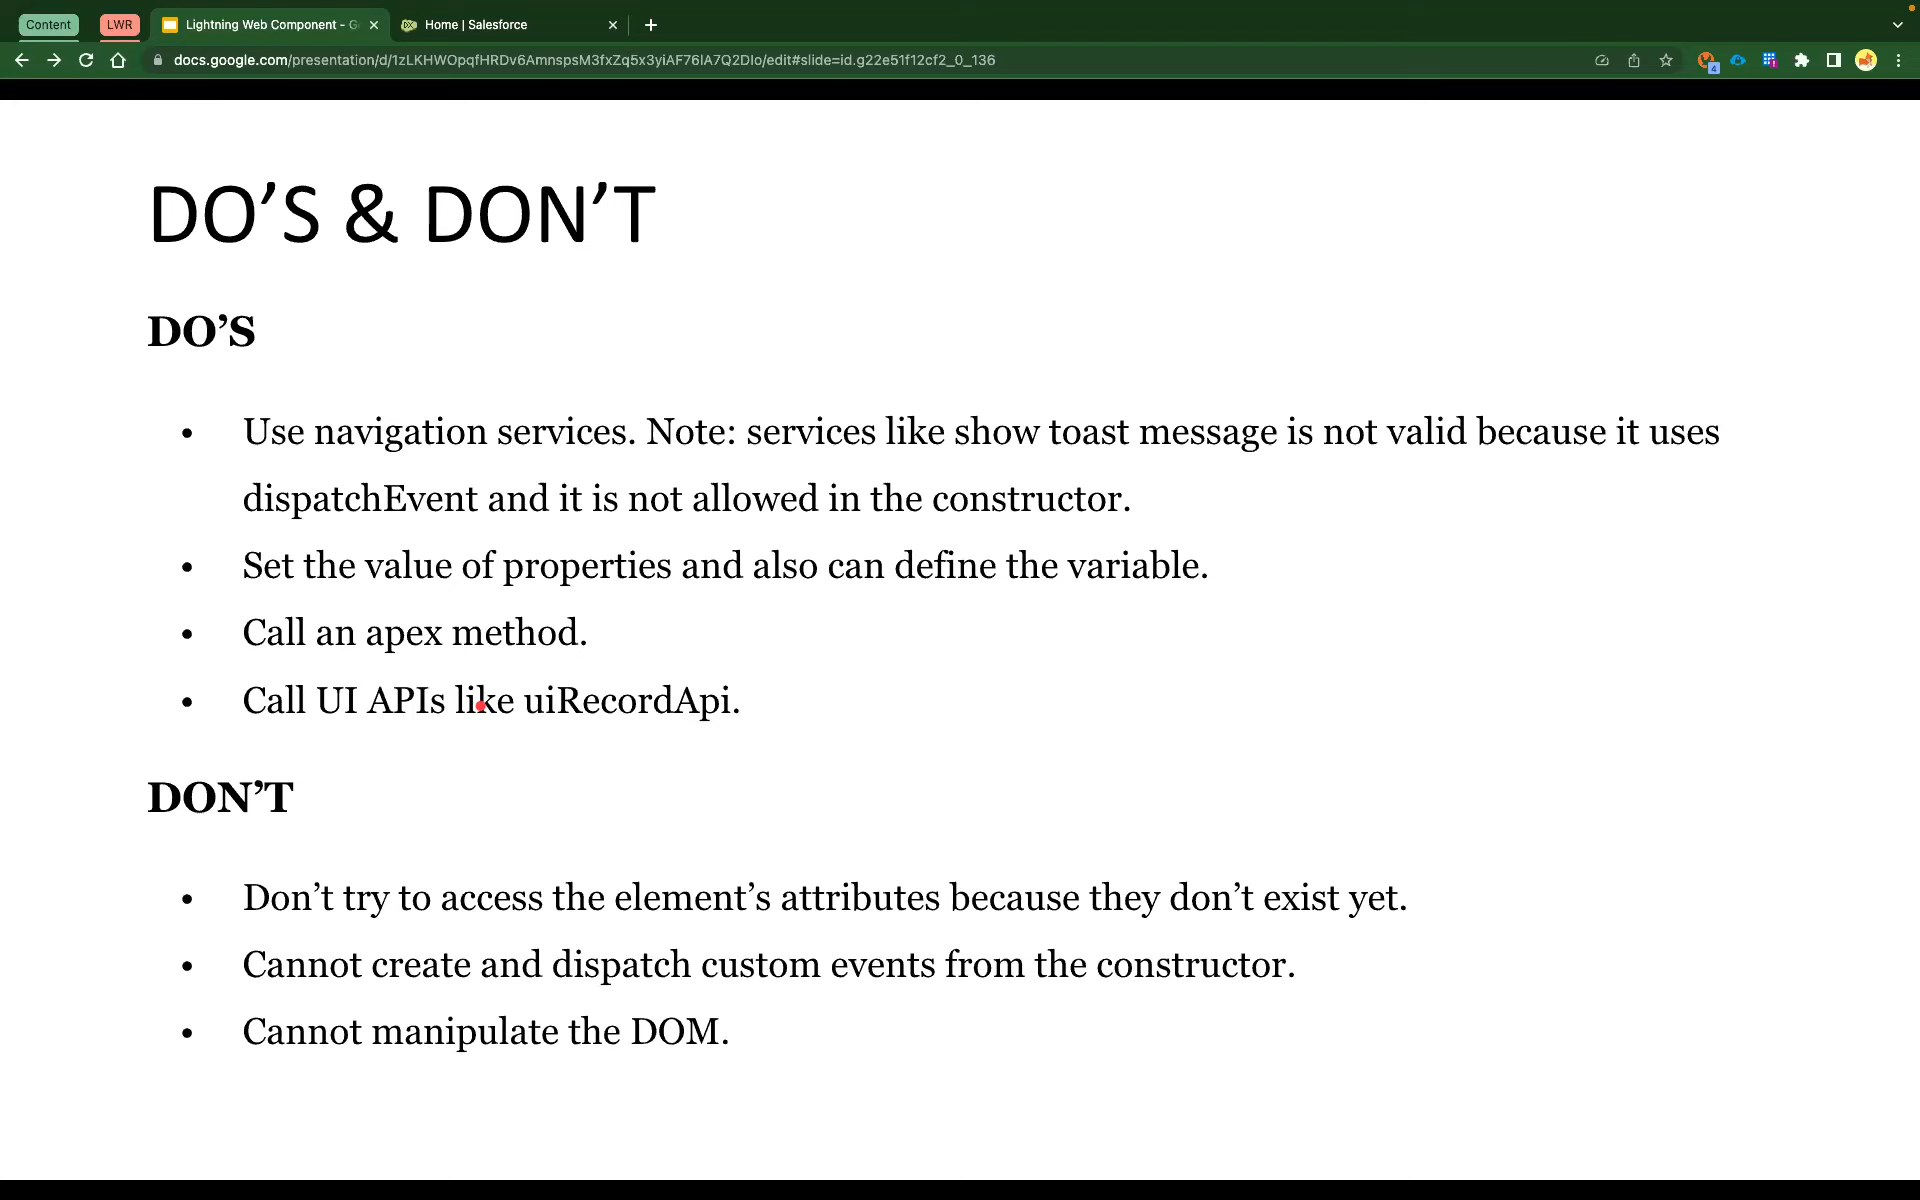 Content
LWR
Lightning Web Component - G
Home | Salesforce
docs.google.com/presentation/d/1zLKHWOpqfHRDv6AmnspsM3fxZq5x3yiAF76lA7Q2DIo/edit#slide=id.g22e51f12cf2_0_136
4
DO’S & DON’T
DO’S
• Use navigation services. Note: services like show toast message is not valid because it uses
dispatchEvent and it is not allowed in the constructor.
• Set the value of properties and also can define the variable.
• Call an apex method.
• Call UI APIs like uiRecordApi.
DON’T
• Don’t try to access the element’s attributes because they don’t exist yet.
• Cannot create and dispatch custom events from the constructor.
• Cannot manipulate the DOM.